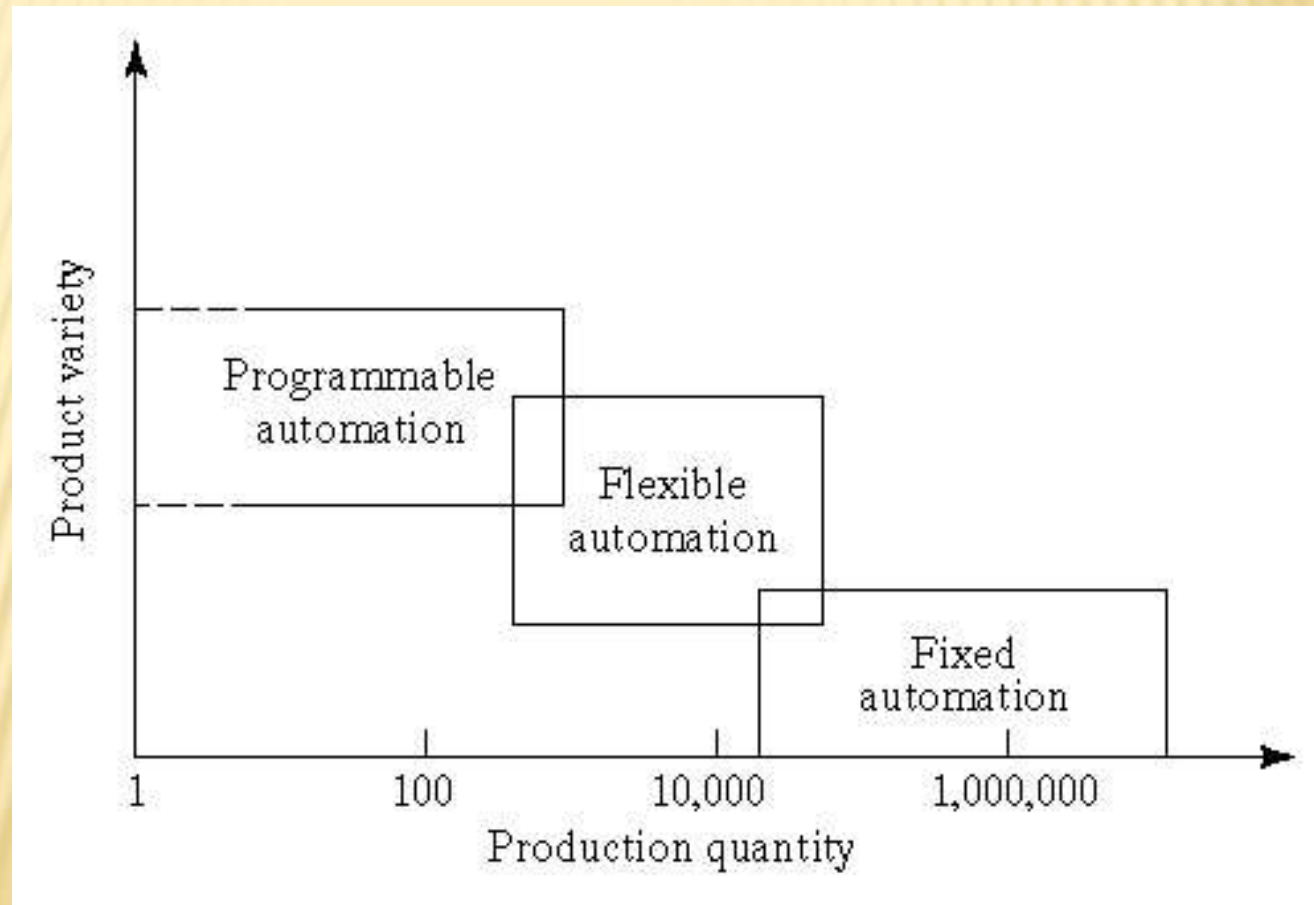 Product variety
Programmable
automation
Flexible
automation
Fixed
automation
1
100
10,000
1,000,000
Production quantity